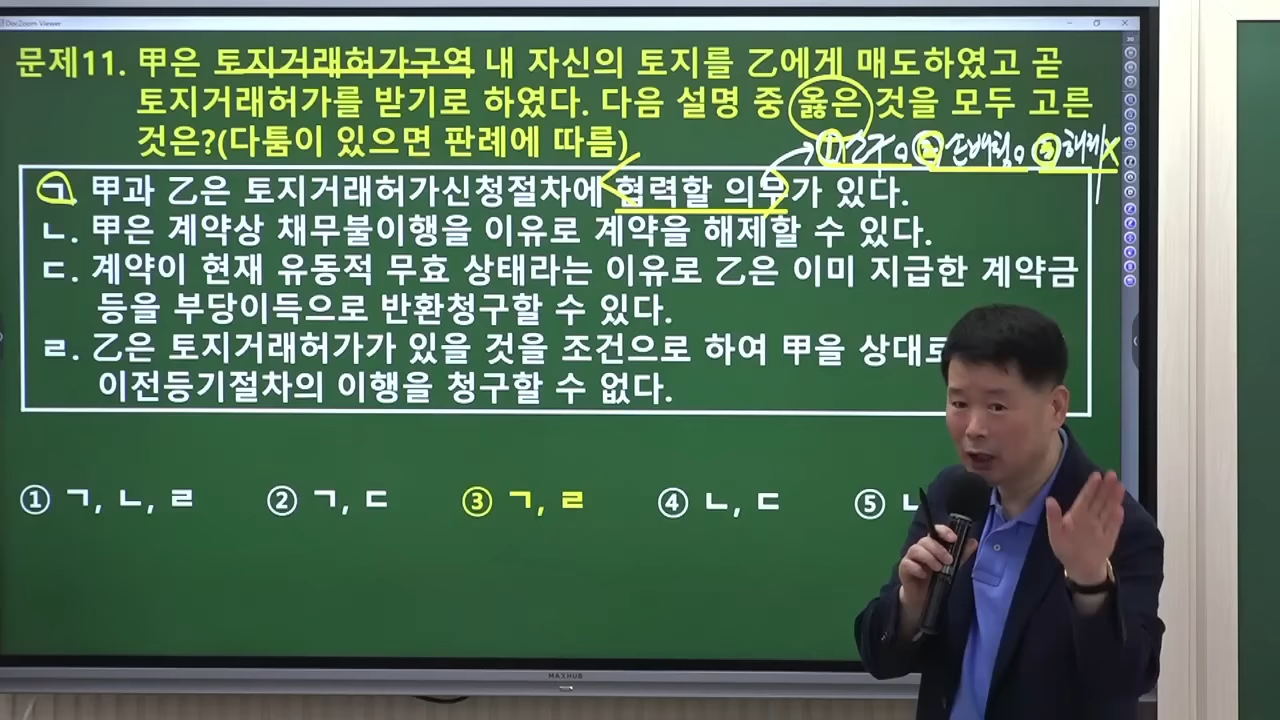 DocZoom Viewer
문제11. 甲은 토지거래허가구역 내 자신의 토지를 乙에게 매도하였고 곧
토지거래허가를 받기로 하였다. 다음 설명 중 옳은 것을 모두 고른
것은?(다툼이 있으면 판례에 따름)
① ② ③ 해제 X
ㄱ. 甲과 乙은 토지거래허가신청절차에 협력할 의무가 있다.
ㄴ. 甲은 계약상 채무불이행을 이유로 계약을 해제할 수 있다.
ㄷ. 계약이 현재 유동적 무효 상태라는 이유로 乙은 이미 지급한 계약금
등을 부당이득으로 반환청구할 수 있다.
ㄹ. 乙은 토지거래허가가 있을 것을 조건으로 하여 甲을 상대로
이전등기절차의 이행을 청구할 수 없다.
① ㄱ, ㄴ, ㄹ ② ㄱ, ㄷ ③ ㄱ, ㄹ ④ ㄴ, ㄷ ⑤ ㄴ
MAXHUB